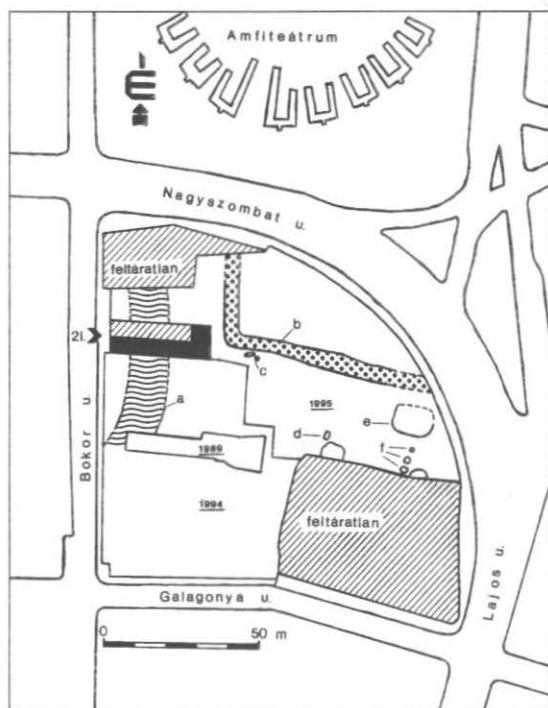 Amfiteátrum
Nagyszombat u.
feltáratlan
21.
b
c
a
1995
e
d
f
Bokor u.
1989
1994
feltáratlan
Lajos u.
Galagonya u.
0 50 m